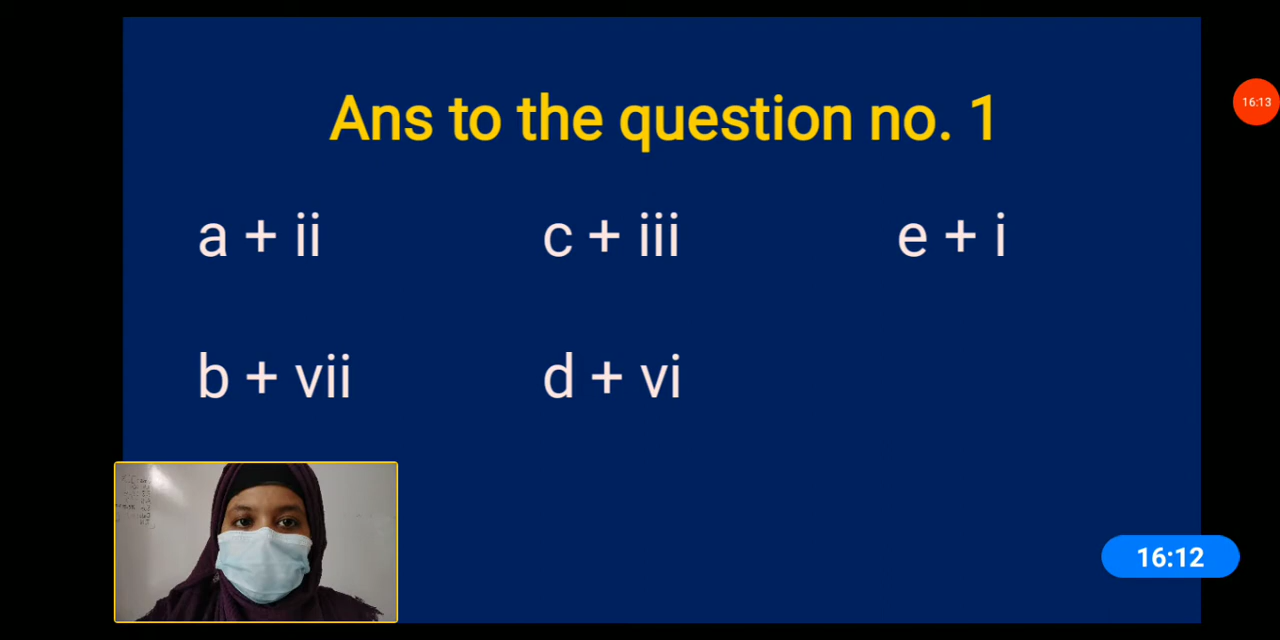 Ans to the question no. 1
a + ii c + iii e + i
b + vii d + vi
16:13
16:12